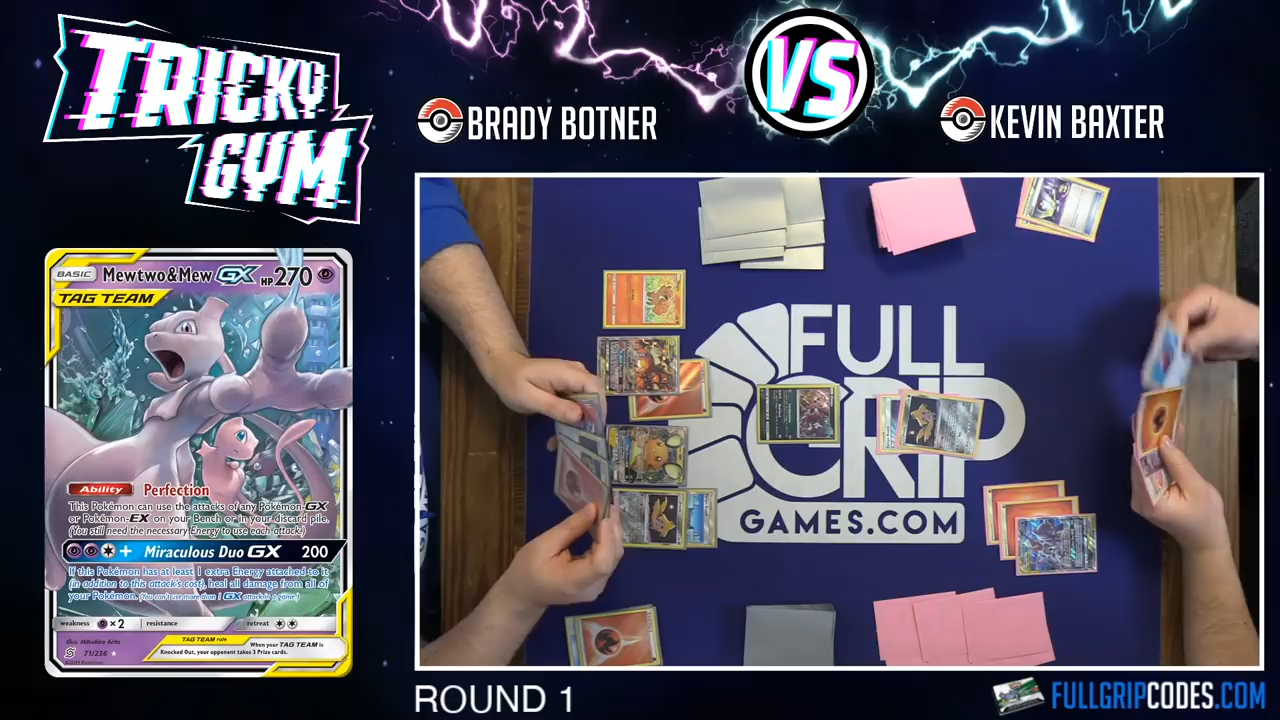 TRICKY
GYM
VS
BRADY BOTNER
KEVIN BAXTER
BASIC Mewtwo&Mew GX HP270
TAG TEAM
Ability Perfection
This Pokémon can use the attacks of any Pokémon-GX
or Pokémon-EX on your Bench or in your discard pile.
(You still need the necessary Energy to use each attack.)
+ Miraculous Duo GX 200
If this Pokémon has at least 1 extra Energy attached to it
(in addition to this attack's cost), heal all damage from all of
your Pokémon. (You can't use more than 1 GX attack in a game.)
weakness ×2 resistance retreat
Illus. Mitsuhiro Arita
71/236
TAG TEAM rule
When your TAG TEAM is
Knocked Out, your opponent takes 3 Prize cards.
FULL
GRIP
GAMES.COM
ROUND 1
FULLGRIPCODES.COM